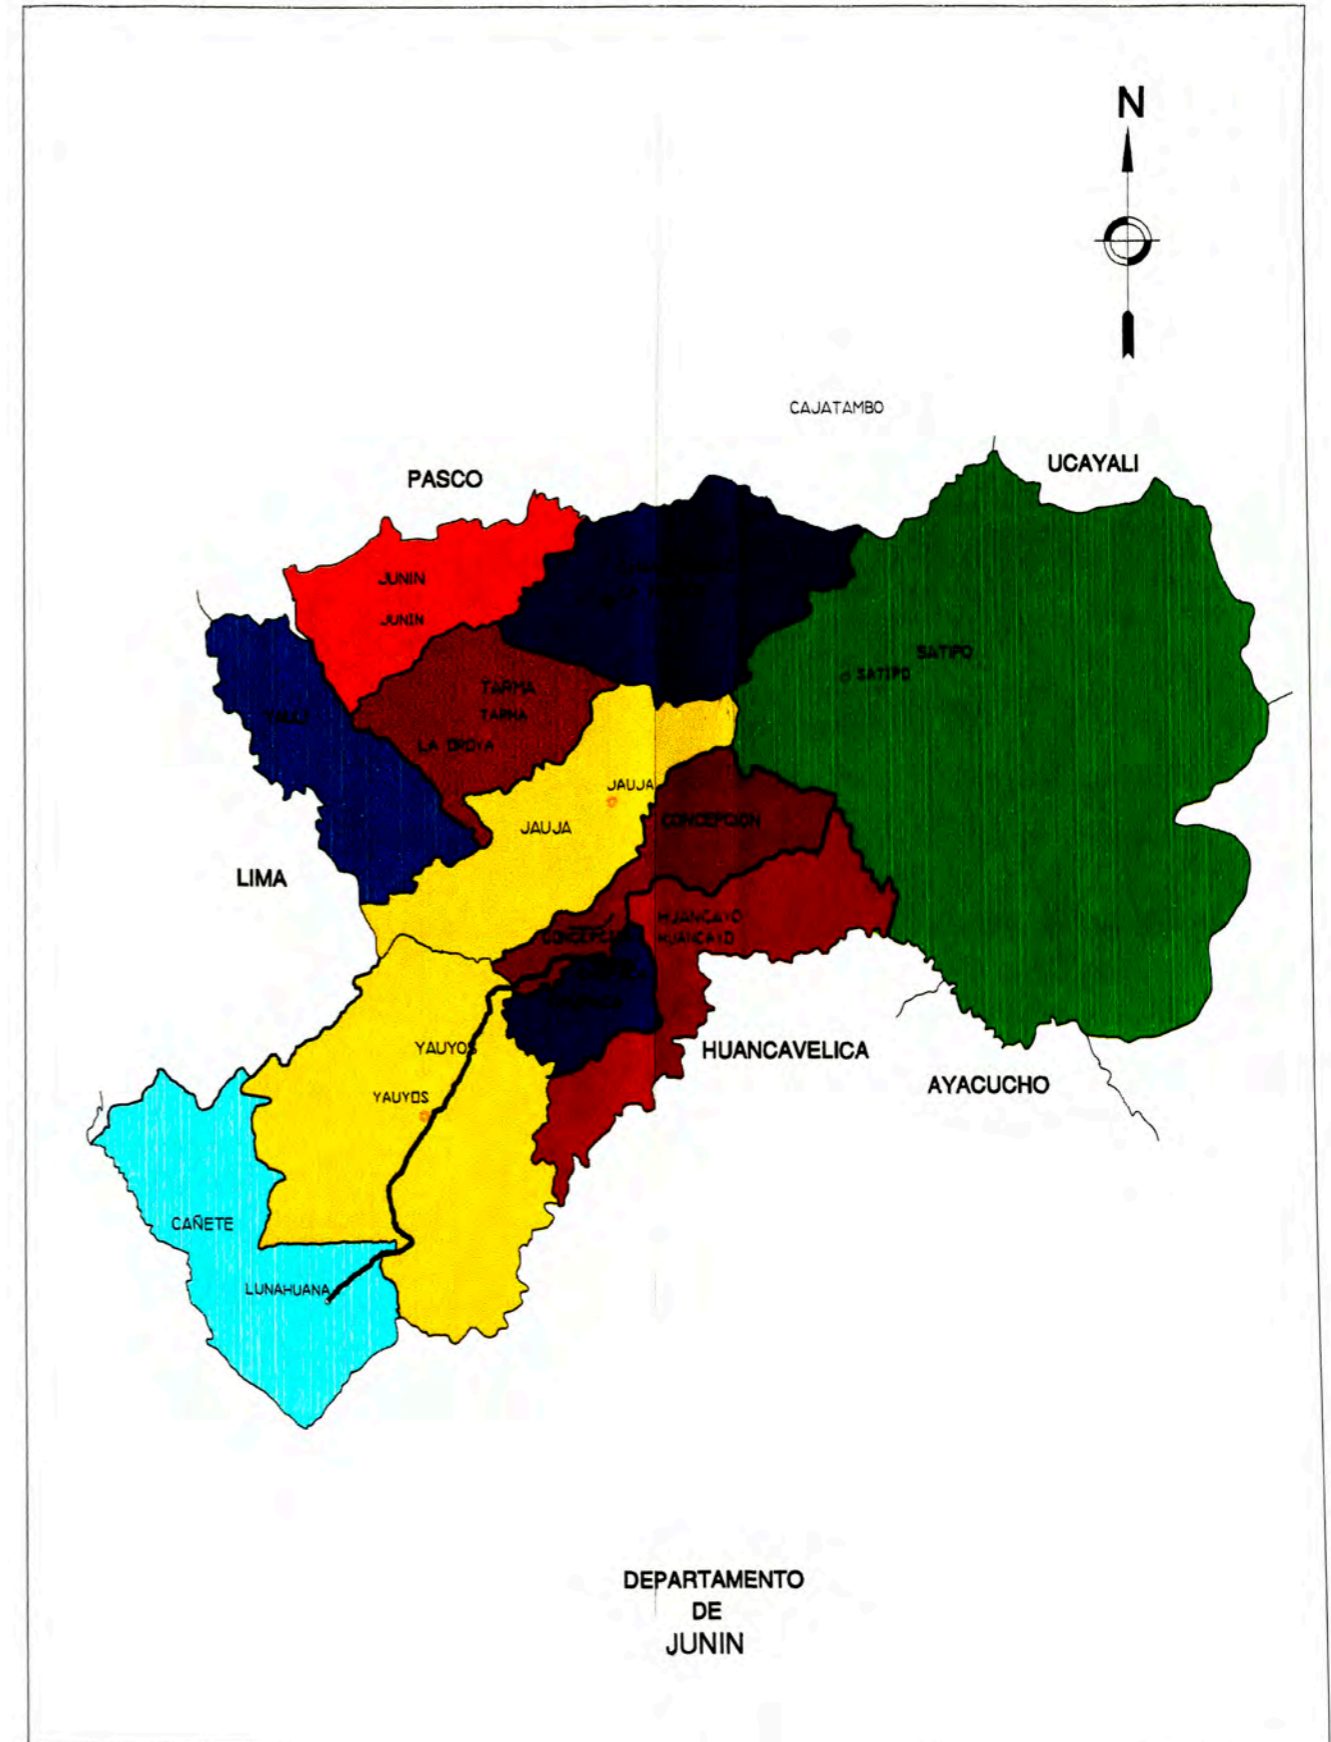 N
CAJATAMBO
UCAYALI
PASCO
JUNIN
JUNIN
SATIPO
SATIPO
TARMA
TARMA
YAULI
LA OROYA
JAUJA
JAUJA
CONCEPCION
LIMA
HUANCAYO
HUANCAYO
CONCEPCION
HUANCAVELICA
YAUYOS
AYACUCHO
YAUYOS
CAÑETE
LUNAHUANA
DEPARTAMENTO
DE
JUNIN